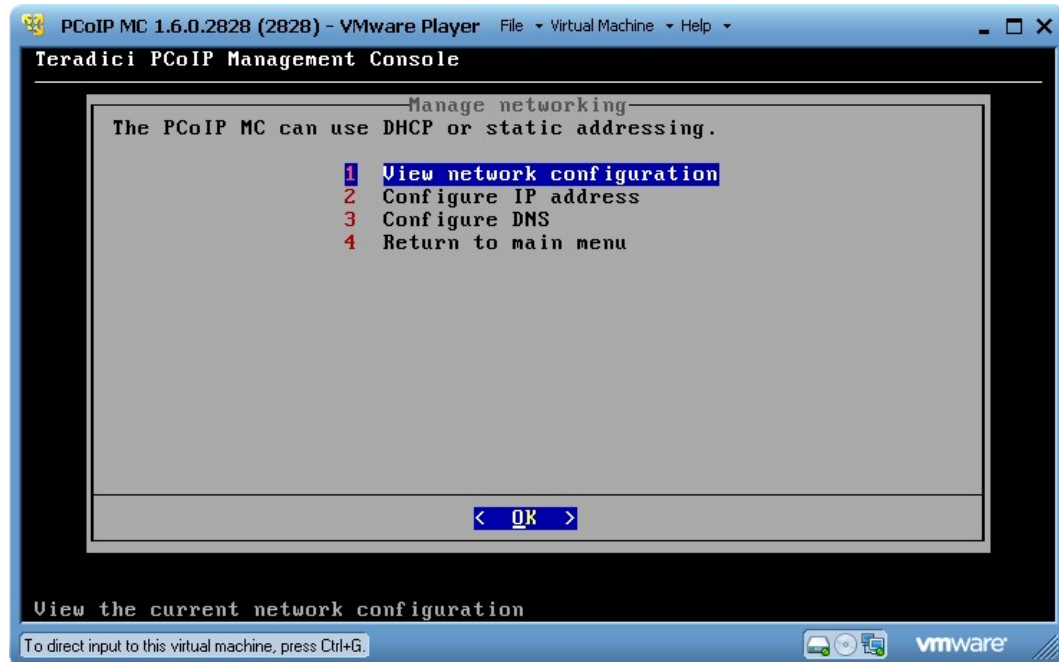 PCoIP MC 1.6.0.2828 (2828) - VMware Player File Virtual Machine Help
Teradici PCoIP Management Console
Manage networking
The PCoIP MC can use DHCP or static addressing.
1 View network configuration
2 Configure IP address
3 Configure DNS
4 Return to main menu
< OK >
View the current network configuration
To direct input to this virtual machine, press Ctrl+G.
vmware